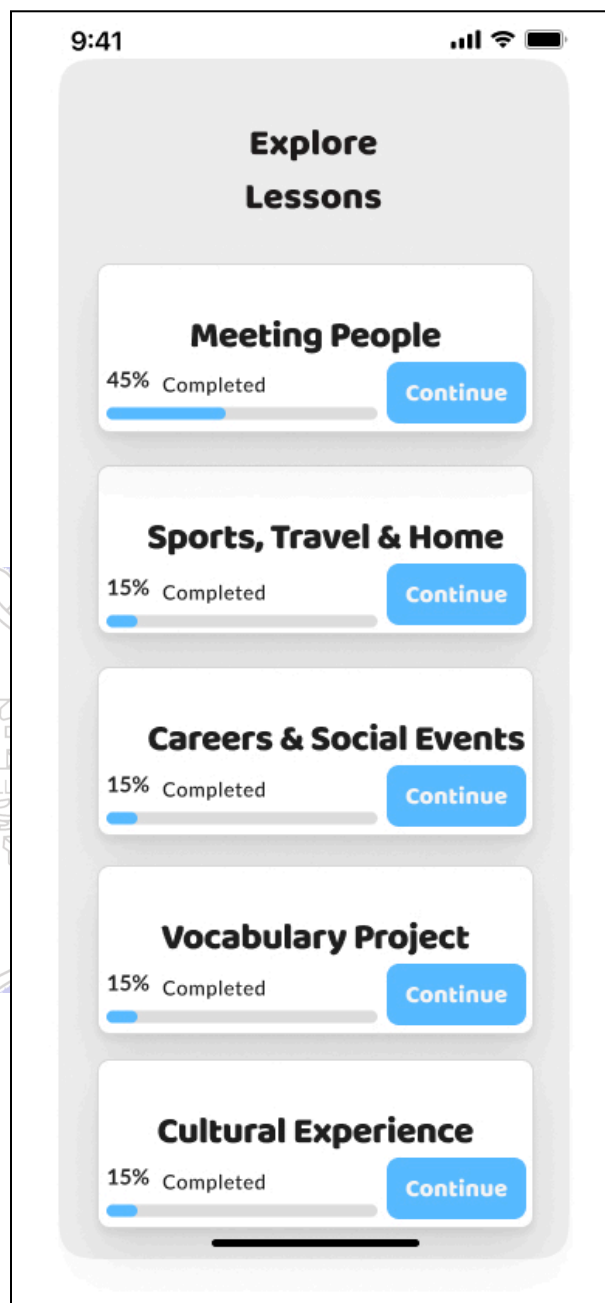 9:41
Explore
Lessons
Meeting People
45% Completed
Continue
Sports, Travel & Home
15% Completed
Continue
Careers & Social Events
15% Completed
Continue
Vocabulary Project
15% Completed
Continue
Cultural Experience
15% Completed
Continue